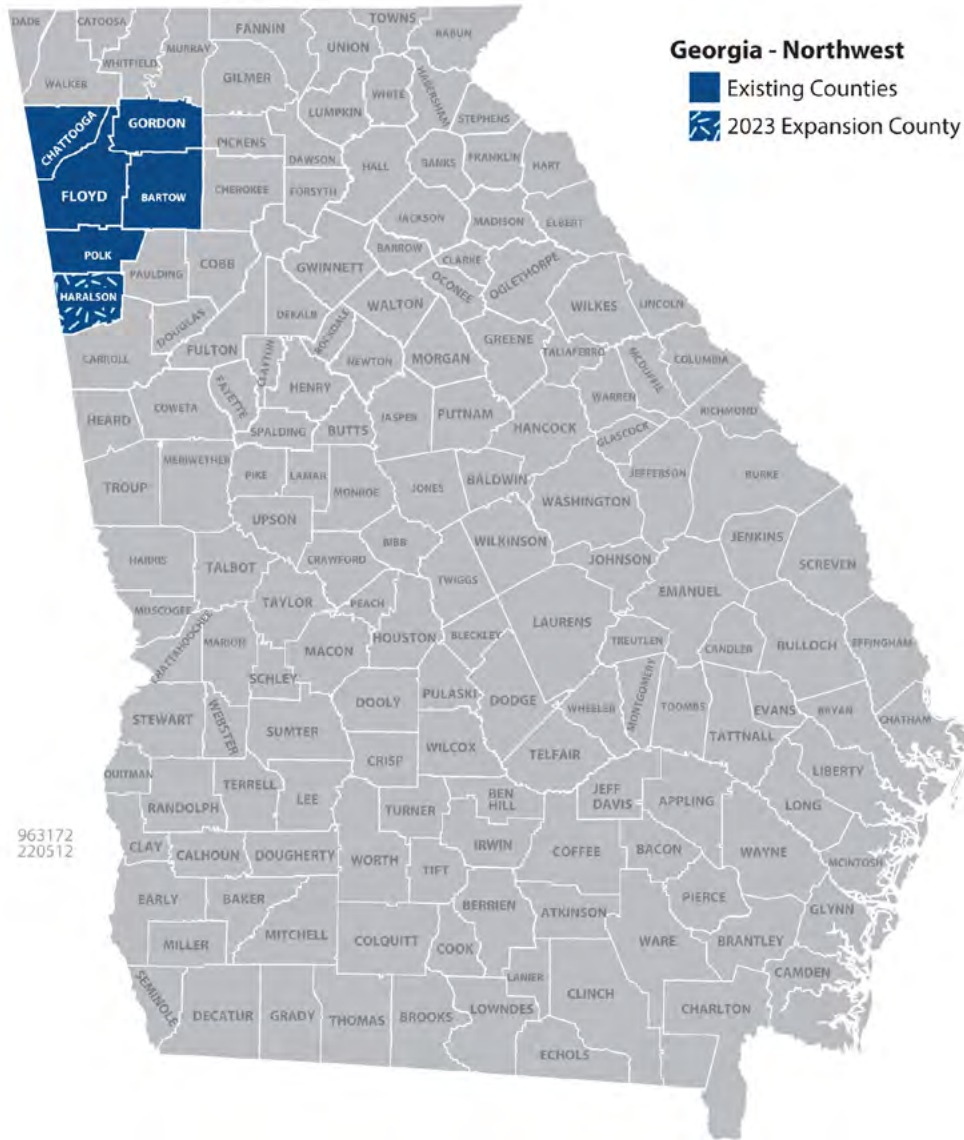 Georgia - Northwest
Existing Counties
2023 Expansion County
DADE
CATOOSA
WHITFIELD
MURRAY
FANNIN
UNION
TOWNS
RABUN
WALKER
GILMER
LUMPKIN
WHITE
HABERSHAM
STEPHENS
CHATTOOGA
GORDON
PICKENS
DAWSON
HALL
BANKS
FRANKLIN
HART
FLOYD
BARTOW
CHEROKEE
FORSYTH
JACKSON
MADISON
ELBERT
POLK
PAULDING
COBB
GWINNETT
BARROW
CLARKE
OCONEE
OGLETHORPE
HARALSON
DOUGLAS
DEKALB
ROCKDALE
WALTON
WILKES
LINCOLN
CARROLL
FULTON
CLAYTON
NEWTON
MORGAN
GREENE
TALIAFERRO
MCDUFFIE
COLUMBIA
HEARD
COWETA
FAYETTE
HENRY
JASPER
PUTNAM
HANCOCK
WARREN
RICHMOND
SPALDING
BUTTS
GLASCOCK
TROUP
MERIWETHER
PIKE
LAMAR
MONROE
JONES
BALDWIN
WASHINGTON
JEFFERSON
BURKE
UPSON
HARRIS
TALBOT
CRAWFORD
BIBB
TWIGGS
WILKINSON
JOHNSON
JENKINS
SCREVEN
EMANUEL
MUSCOGEE
CHATTAHOOCHEE
MARION
TAYLOR
PEACH
HOUSTON
BLECKLEY
LAURENS
TREUTLEN
CANDLER
BULLOCH
EFFINGHAM
MACON
SCHLEY
DOOLY
PULASKI
DODGE
WHEELER
MONTGOMERY
TOOMBS
EVANS
BRYAN
CHATHAM
STEWART
WEBSTER
SUMTER
CRISP
WILCOX
TELFAIR
TATTNALL
LIBERTY
QUITMAN
RANDOLPH
TERRELL
LEE
TURNER
BEN
HILL
JEFF
DAVIS
APPLING
LONG
963172
220512
CLAY
CALHOUN
DOUGHERTY
WORTH
TIFT
IRWIN
COFFEE
BACON
WAYNE
MCINTOSH
EARLY
BAKER
MITCHELL
COLQUITT
COOK
BERRIEN
ATKINSON
WARE
PIERCE
BRANTLEY
GLYNN
MILLER
SEMINOLE
DECATUR
GRADY
THOMAS
BROOKS
LOWNDES
LANIER
CLINCH
ECHOLS
CHARLTON
CAMDEN